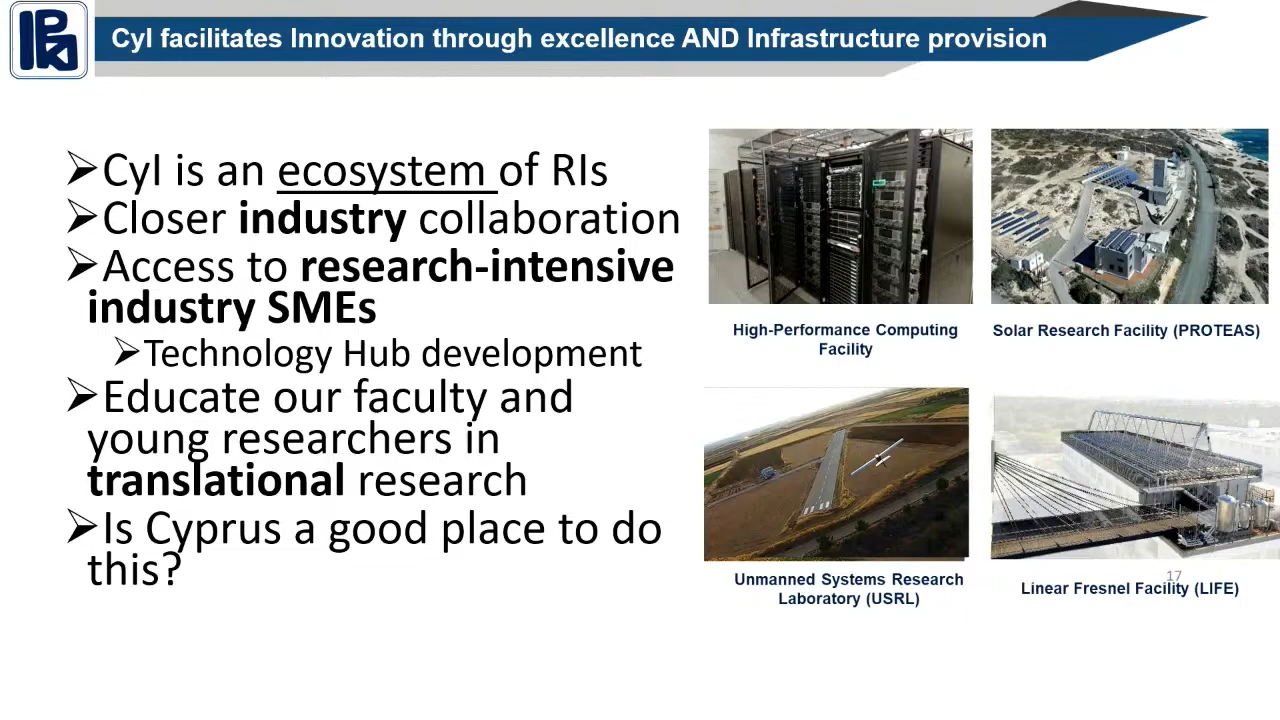 CyI facilitates Innovation through excellence AND Infrastructure provision
➢CyI is an ecosystem of RIs
➢Closer industry collaboration
➢Access to research-intensive
industry SMEs
➢Technology Hub development
➢Educate our faculty and
young researchers in
translational research
➢Is Cyprus a good place to do
this?
High-Performance Computing
Facility
Solar Research Facility (PROTEAS)
Unmanned Systems Research
Laboratory (USRL)
17
Linear Fresnel Facility (LIFE)